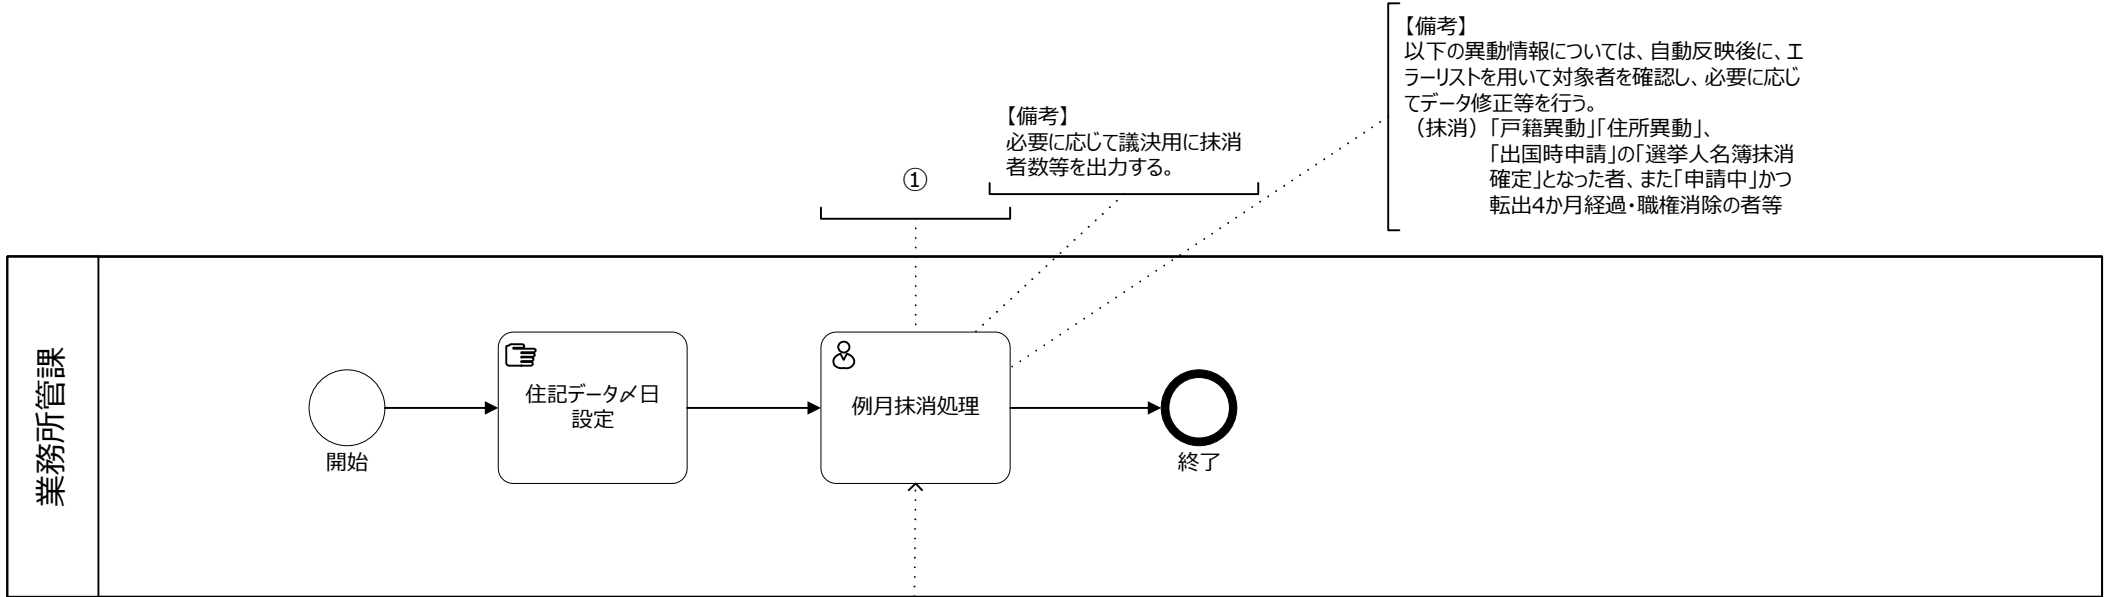 【備考】
以下の異動情報については、自動反映後に、エ
ラーリストを用いて対象者を確認し、必要に応じ
てデータ修正等を行う。
（抹消）「戸籍異動」「住所異動」、
「出国時申請」の「選挙人名簿抹消
確定」となった者、また「申請中」かつ
転出4か月経過・職権消除の者等
【備考】
必要に応じて議決用に抹消
者数等を出力する。
①
業務所管課
開始
住記データ〆日
設定
例月抹消処理
終了